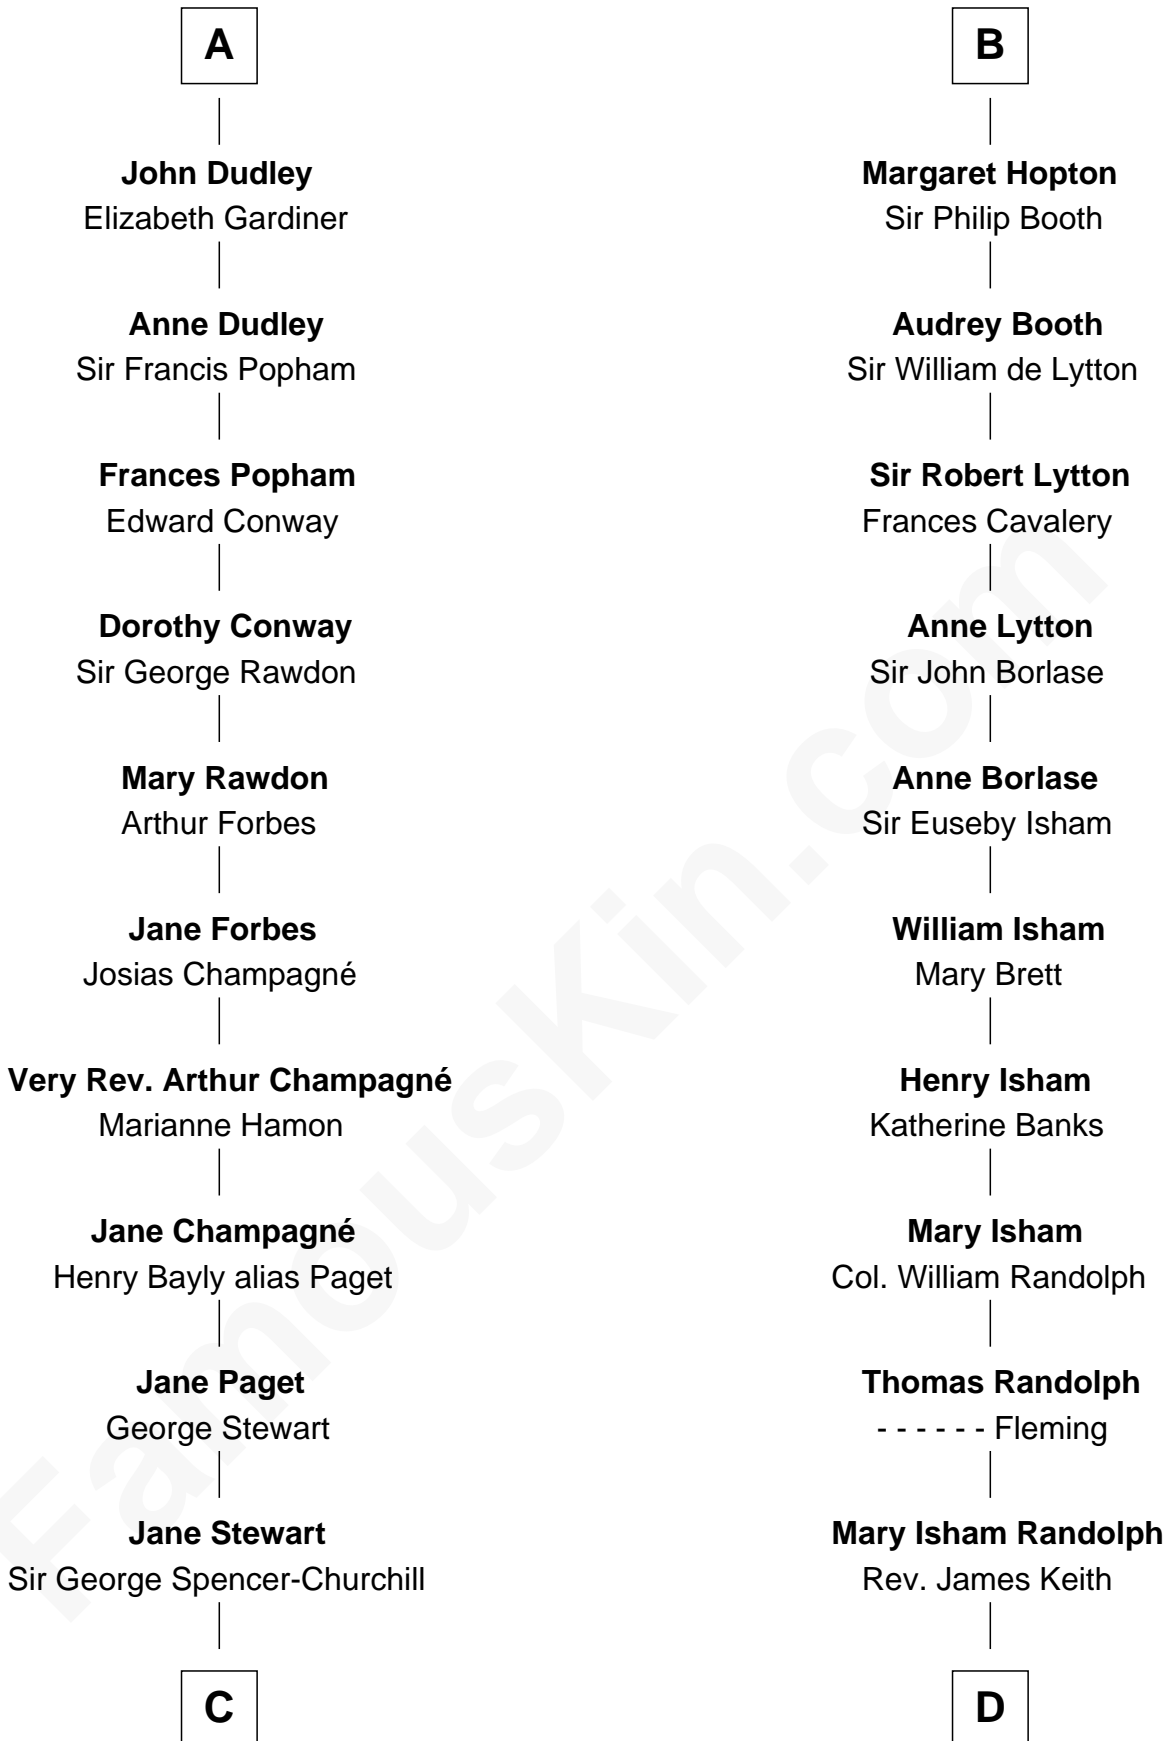 A
John Dudley
Elizabeth Gardiner
Anne Dudley
Sir Francis Popham
Frances Popham
Edward Conway
Dorothy Conway
Sir George Rawdon
Mary Rawdon
Arthur Forbes
Jane Forbes
Josias Champagné
Very Rev. Arthur Champagné
Marianne Hamon
Jane Champagné
Henry Bayly alias Paget
Jane Paget
George Stewart
Jane Stewart
Sir George Spencer-Churchill
C
B
Margaret Hopton
Sir Philip Booth
Audrey Booth
Sir William de Lytton
Sir Robert Lytton
Frances Cavalery
Anne Lytton
Sir John Borlase
Anne Borlase
Sir Euseby Isham
William Isham
Mary Brett
Henry Isham
Katherine Banks
Mary Isham
Col. William Randolph
Thomas Randolph
- - - - - - Fleming
Mary Isham Randolph
Rev. James Keith
D
FamousKin.com